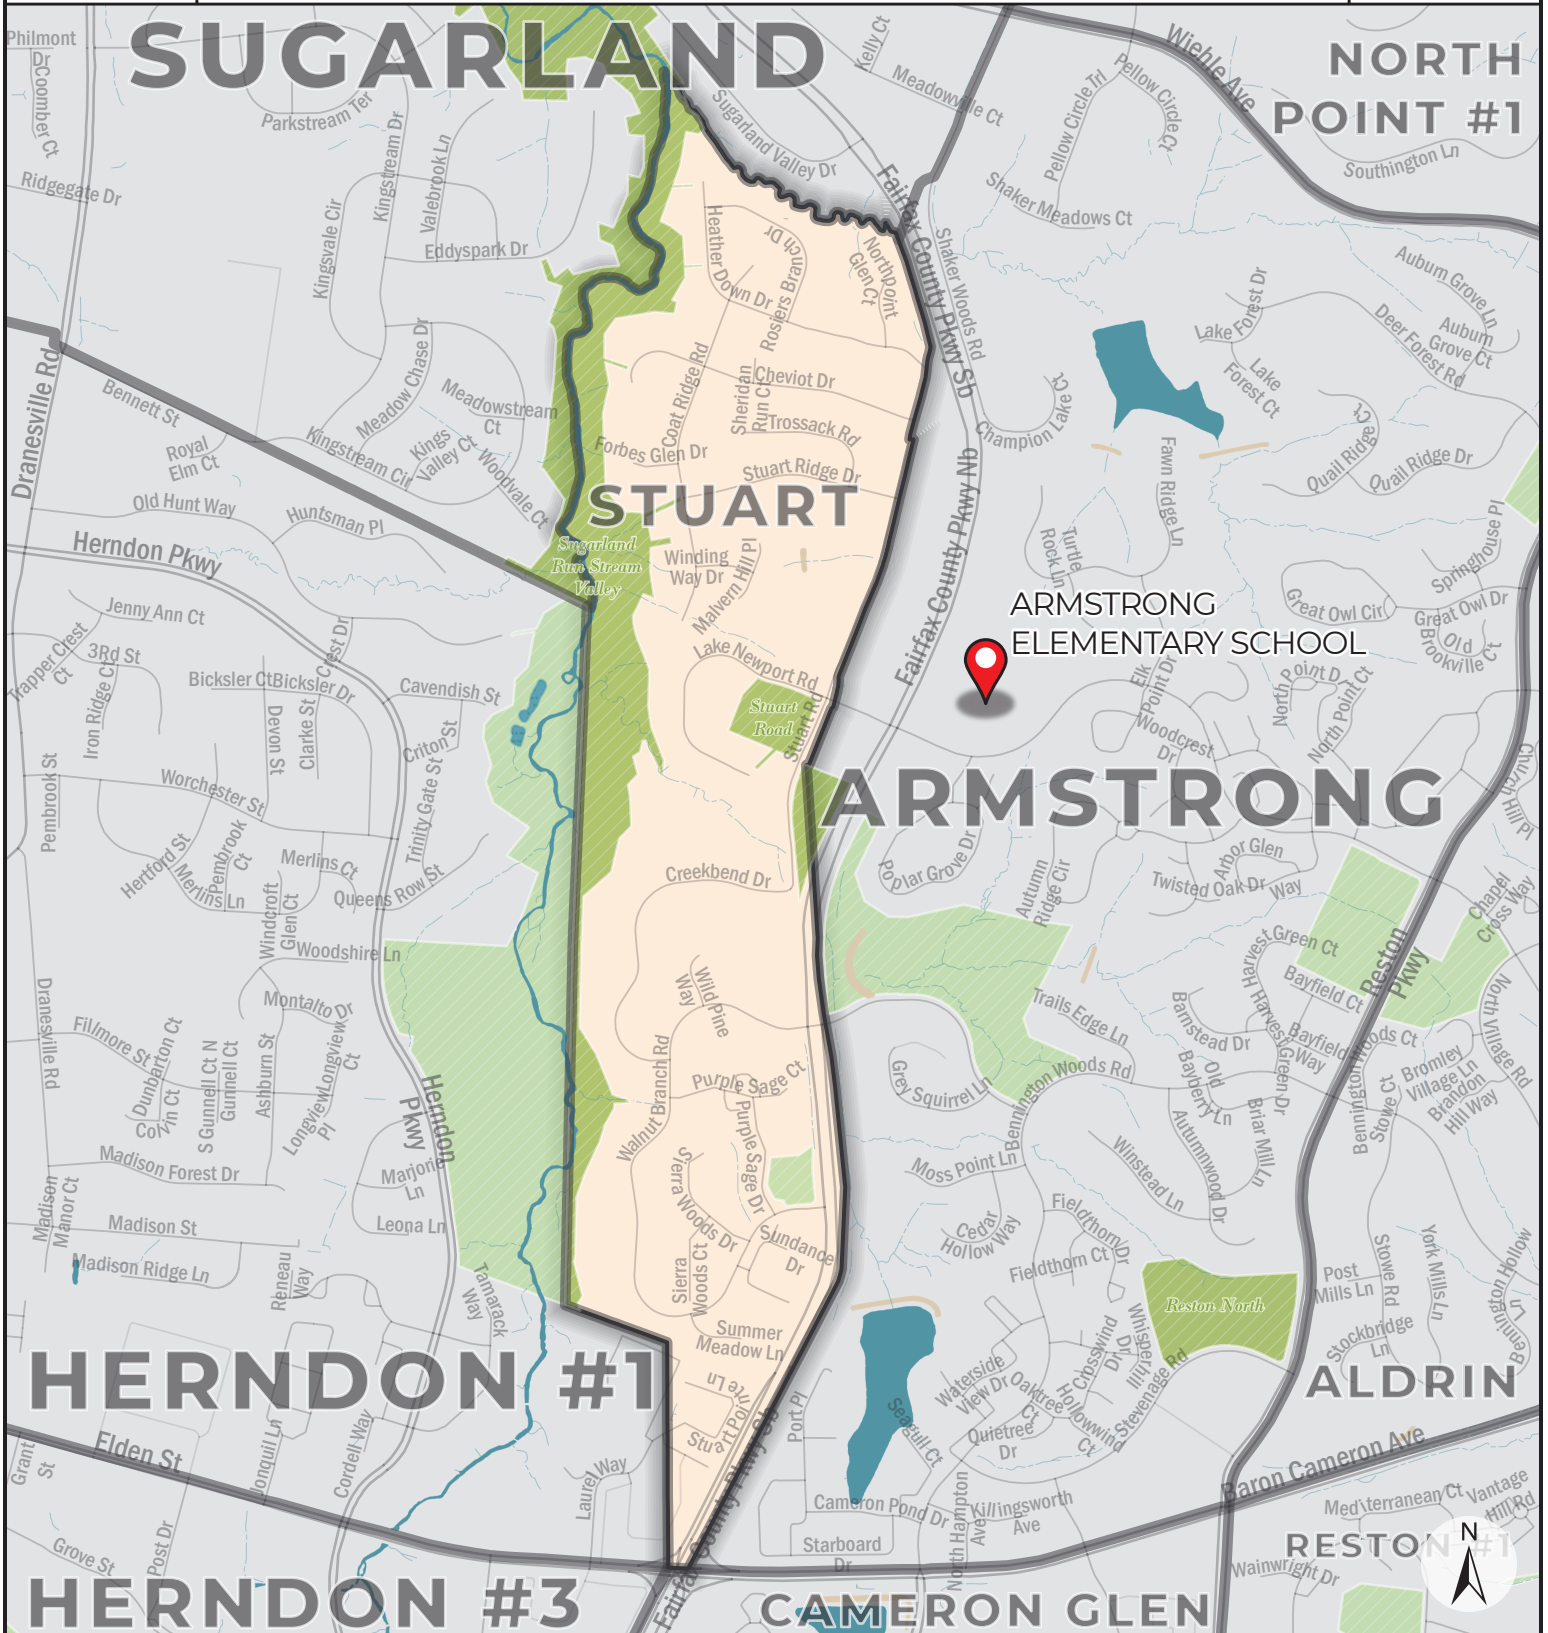 SUGARLAND
NORTH
POINT #1
Philmont
Dr
Coomber Ct
Parkstream Ter
Kingstream Dr
Valebrook Ln
Kingsvale Cir
Eddyspark Dr
Ridgegate Dr
Kelly Ct
Meadowville Ct
Sugarland Valley Dr
Wiehle Ave
Pellow Circle Trl
Pellow Circle Ct
Southington Ln
Shaker Meadows Ct
Shaker Woods Rd
Fairfax County Pkwy Sb
Heather Down Dr
Rosiers Branch Dr
Northpoint
Glen Ct
Auburn Grove Ln
Auburn
Grove Ct
Deer Forest Rd
Lake Forest Dr
Lake
Forest Ct
Dranesville Rd
Bennett St
Royal
Elm Ct
Meadow Chase Dr
Meadowstream
Ct
Kings
Valley Ct
Kingstream Cir
Woodvale Ct
Coat Ridge Rd
Sheridan
Run Ct
Cheviot Dr
Trossack Rd
Forbes Glen Dr
Stuart Ridge Dr
Champion Lake Ct
Quail Ridge Ct
Quail Ridge Dr
Fawn Ridge Ln
Old Hunt Way
Huntsman Pl
Herndon Pkwy
STUART
Sugarland
Run Stream
Valley
Winding
Way Dr
Malvern Hill Pl
Fairfax County Pkwy Nb
Turtle
Rock Ln
Springhouse Pl
Great Owl Cir
Great Owl Dr
Old
Brookville Ct
ARMSTRONG
ELEMENTARY SCHOOL
Jenny Ann Ct
Trapper Crest
Ct
3Rd St
Iron Ridge Ct
Bicksler Ct
Bicksler Dr
Crest Dr
Cavendish St
Devon St
Clarke St
Criton St
Lake Newport Rd
Stuart
Road
Stuart Rd
Elk
Point Dr
Woodcrest
Dr
North Point D
North Point Ct
Church Hill Pl
ARMSTRONG
Pembrook St
Worchester St
Trinity Gate St
Hertford St
Pembrook
Ct
Merlins Ln
Merlins Ct
Queens Row St
Windcroft
Glen Ct
Woodshire Ln
Creekbend Dr
Poplar Grove Dr
Autumn
Ridge Cir
Arbor Glen
Way
Twisted Oak Dr
Chapel
Cross Way
Harvest Green Ct
Reston
Pkwy
Bayfield Ct
Dranesville Rd
Montalto Dr
Fillmore St
Dunbarton Ct
Colvin Ct
S Gunnell Ct
N
Gunnell Ct
Ashburn St
Longview
Ct
Longview
Pl
Herndon
Pkwy
Wild Pine
Way
Walnut Branch Rd
Purple Sage Ct
Purple Sage Dr
Grey Squirrel Ln
Trails Edge Ln
Bennington Woods Rd
Barnstead Dr
Harvest Green Dr
Bayfield
Way
Bennington Woods Ct
North Village Rd
Bromley
Village Ln
Brandon
Hill Way
Stowe Ct
Old
Bayberry Ln
Autumnwood Dr
Briar Mill Ln
Winstead Ln
Moss Point Ln
Cedar
Hollow Way
Fieldthorn Dr
Fieldthorn Ct
Madison Forest Dr
Madison
Manor Ct
Madison St
Madison Ridge Ln
Marjorie
Ln
Leona Ln
Reneau
Way
Tamarack
Way
Sierra Woods Dr
Sierra
Woods Ct
Sundance
Dr
Summer
Meadow Ln
Reston North
Post
Mills Ln
Stowe Rd
York Mills Ln
Stockbridge
Ln
Bennington Hollow
Ln
HERNDON #1
ALDRIN
Stuart Pointe Ln
Port Pl
Seagull Ct
Waterside
View Dr
Oaktree
Ct
Crosswind
Dr
Whisperhill
Dr
Hollowwind
Ct
Stevenage Rd
Quietree
Dr
Elden St
Grant
St
Jonquil Ln
Cordell Way
Laurel Way
Fairfax County Pkwy Sb
Baron Cameron Ave
Cameron Pond Dr
North Hampton
Ave
Killingsworth
Ave
Starboard
Dr
Mediterranean Ct
Vantage
Hill Rd
Grove St
Post Dr
Wainwright Dr
RESTON #1
N
HERNDON #3
CAMERON GLEN